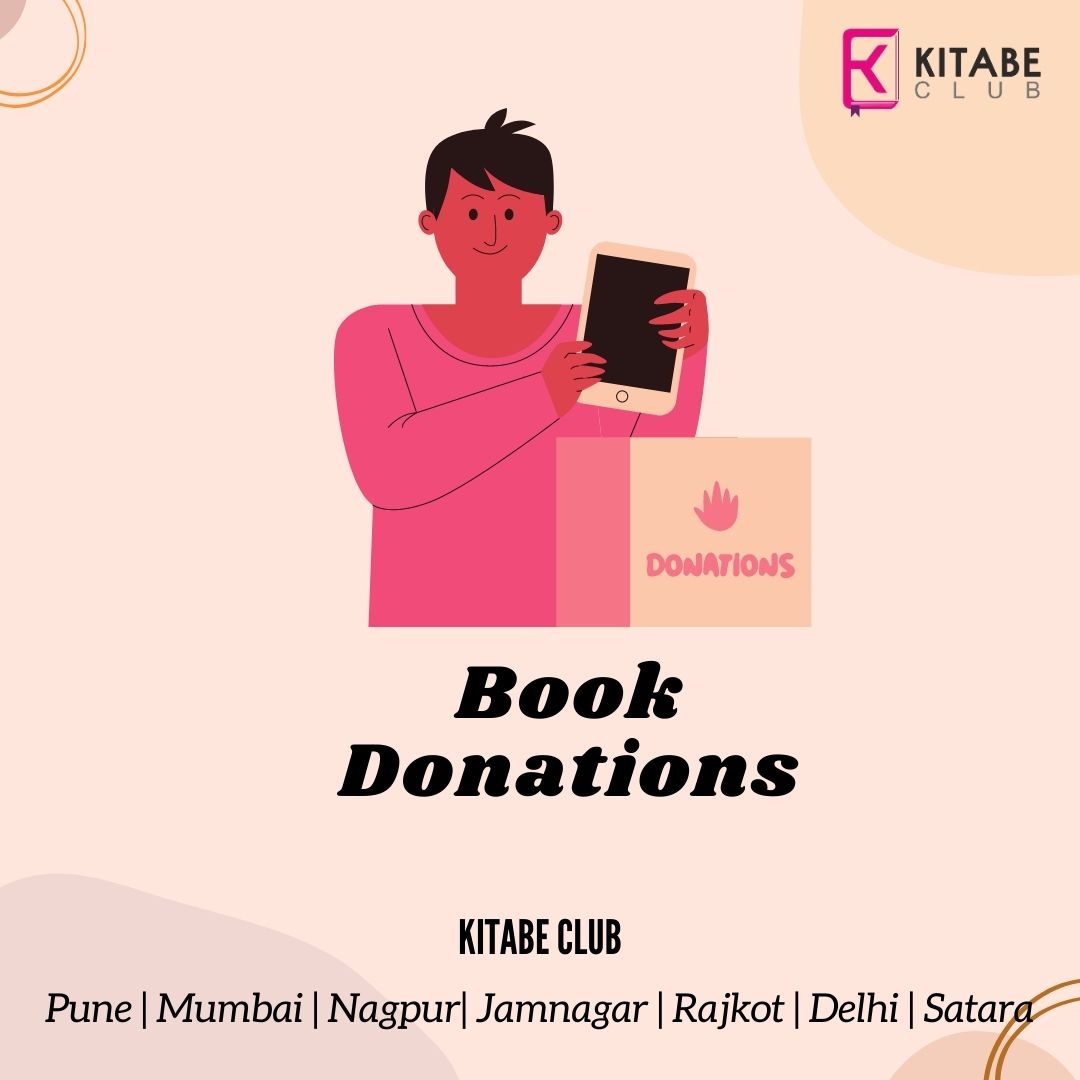 KITABE
CLUB
DONATIONS
Book
Donations
KITABE CLUB
Pune | Mumbai | Nagpur| Jamnagar | Rajkot | Delhi | Satara